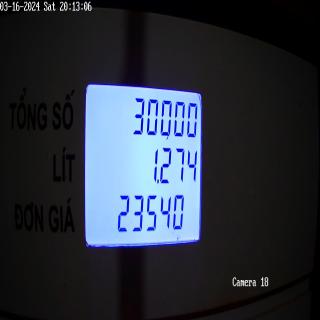 03-16-2024 Sat 20:13:06
TỔNG SỐ 30000
LÍT 1.274
ĐƠN GIÁ 23540
Camera 18